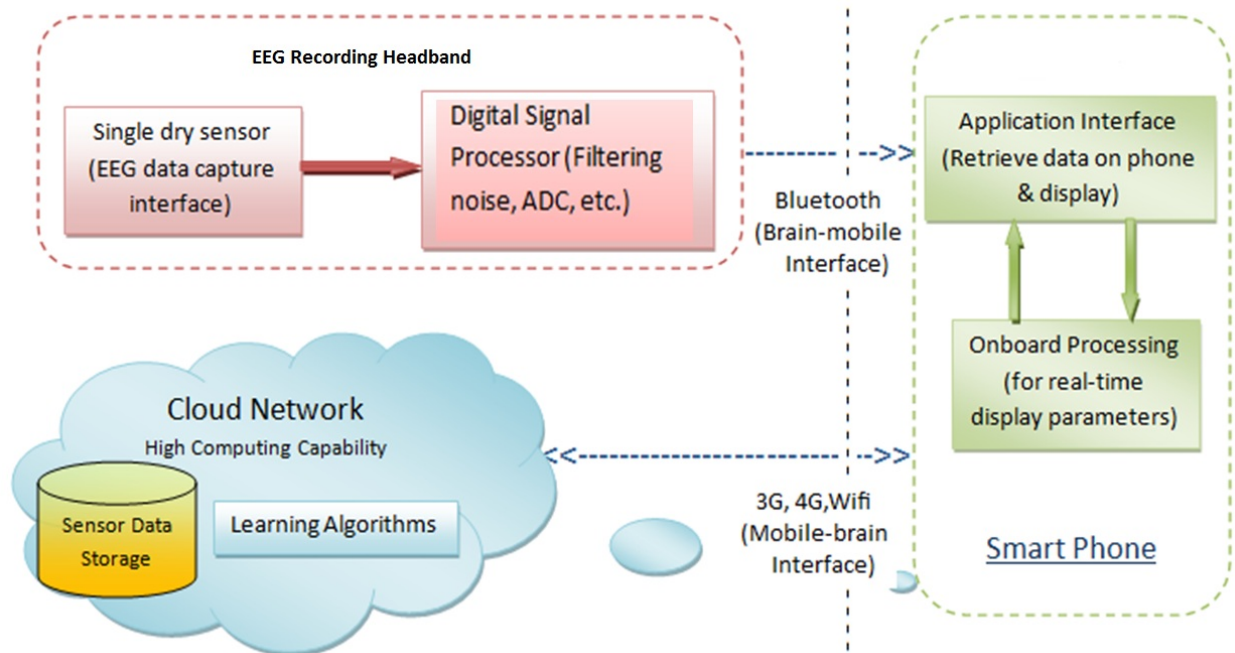 EEG Recording Headband
Single dry sensor
(EEG data capture
interface)
Digital Signal
Processor (Filtering
noise, ADC, etc.)
Bluetooth
(Brain-mobile
Interface)
Application Interface
(Retrieve data on phone
& display)
Onboard Processing
(for real-time
display parameters)
Smart Phone
Cloud Network
High Computing Capability
Sensor Data
Storage
Learning Algorithms
3G, 4G,Wifi
(Mobile-brain
Interface)